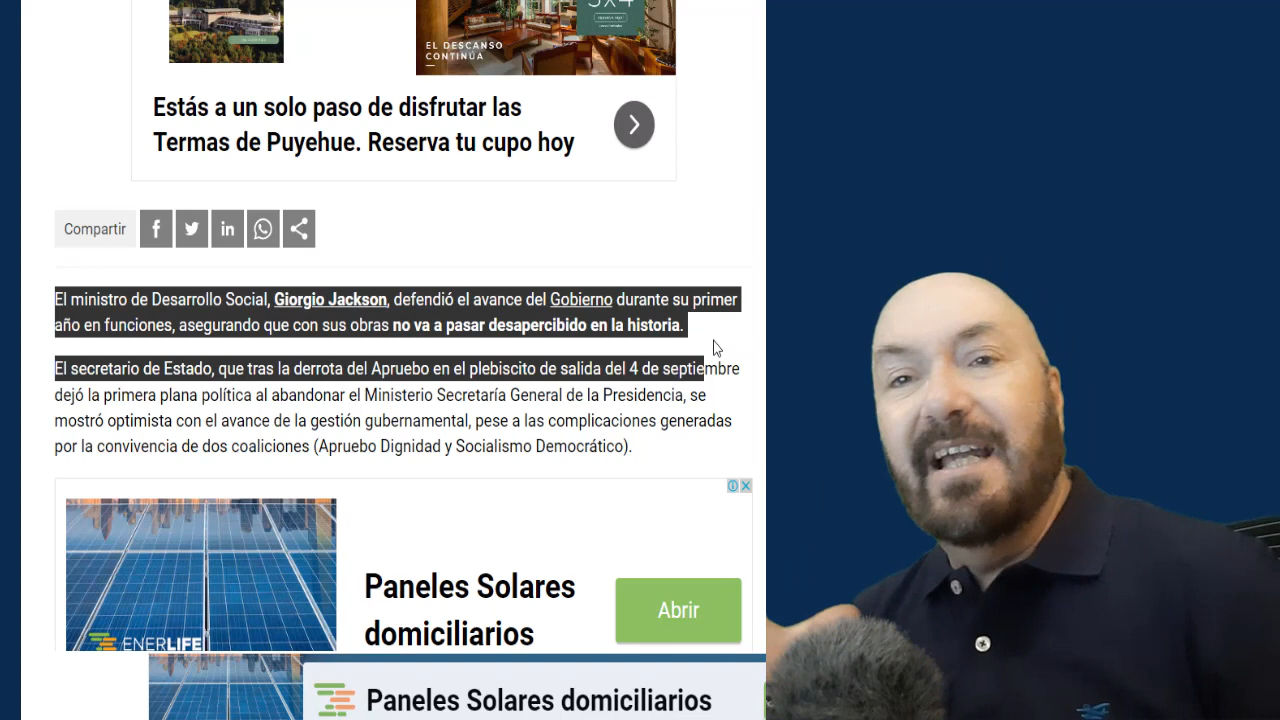 3X4
EL DESCANSO
CONTINÚA
Estás a un solo paso de disfrutar las
Termas de Puyehue. Reserva tu cupo hoy
Compartir
El ministro de Desarrollo Social, Giorgio Jackson, defendió el avance del Gobierno durante su primer
año en funciones, asegurando que con sus obras no va a pasar desapercibido en la historia.
El secretario de Estado, que tras la derrota del Apruebo en el plebiscito de salida del 4 de septiembre
dejó la primera plana política al abandonar el Ministerio Secretaría General de la Presidencia, se
mostró optimista con el avance de la gestión gubernamental, pese a las complicaciones generadas
por la convivencia de dos coaliciones (Apruebo Dignidad y Socialismo Democrático).
Paneles Solares
domiciliarios
Abrir
ENERLIFE
Paneles Solares domiciliarios